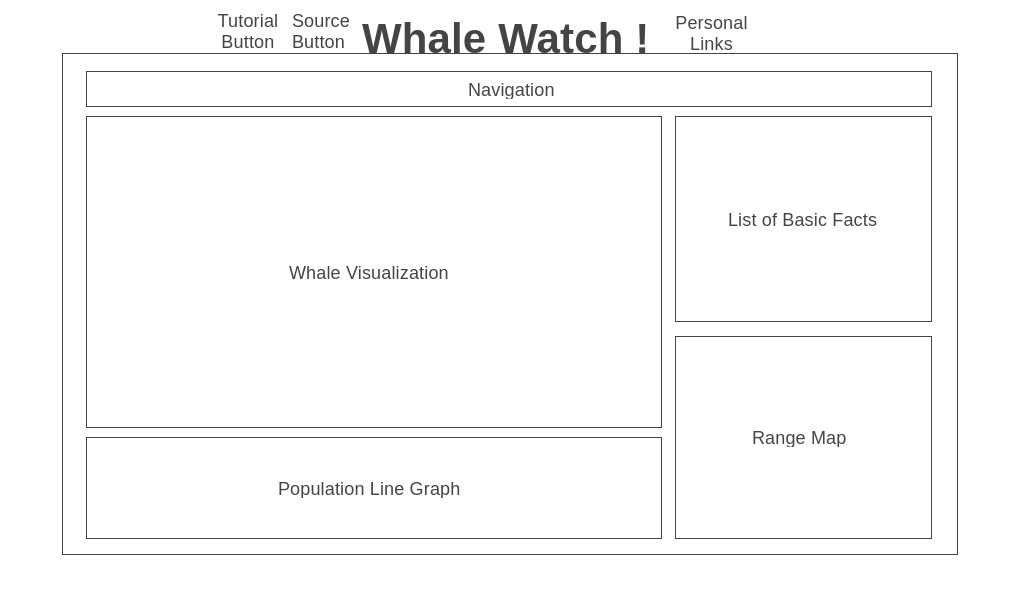 Tutorial
Button
Source
Button
Whale Watch !
Personal
Links
Navigation
Whale Visualization
List of Basic Facts
Range Map
Population Line Graph